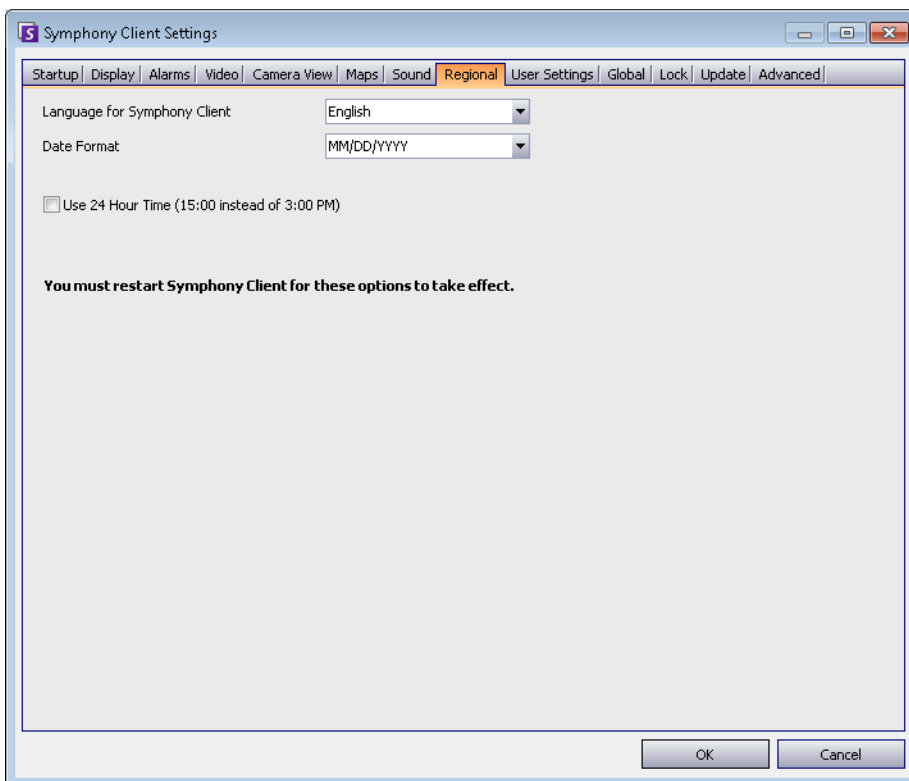 Symphony Client Settings
Startup Display Alarms Video Camera View Maps Sound Regional User Settings Global Lock Update Advanced
Language for Symphony Client English
Date Format MM/DD/YYYY
Use 24 Hour Time (15:00 instead of 3:00 PM)
You must restart Symphony Client for these options to take effect.
OK Cancel